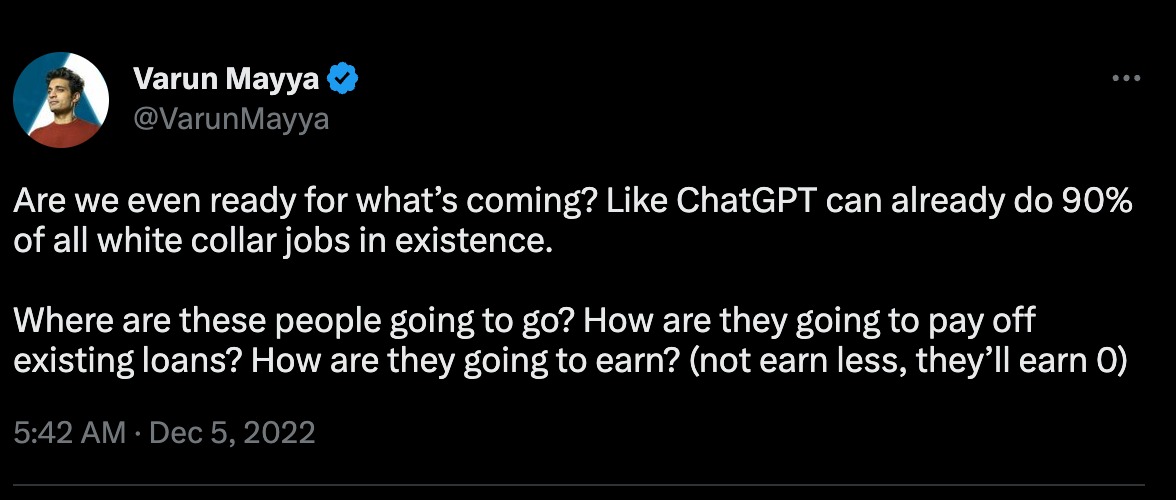 Varun Mayya
@VarunMayya
Are we even ready for what’s coming? Like ChatGPT can already do 90%
of all white collar jobs in existence.
Where are these people going to go? How are they going to pay off
existing loans? How are they going to earn? (not earn less, they’ll earn 0)
5:42 AM · Dec 5, 2022